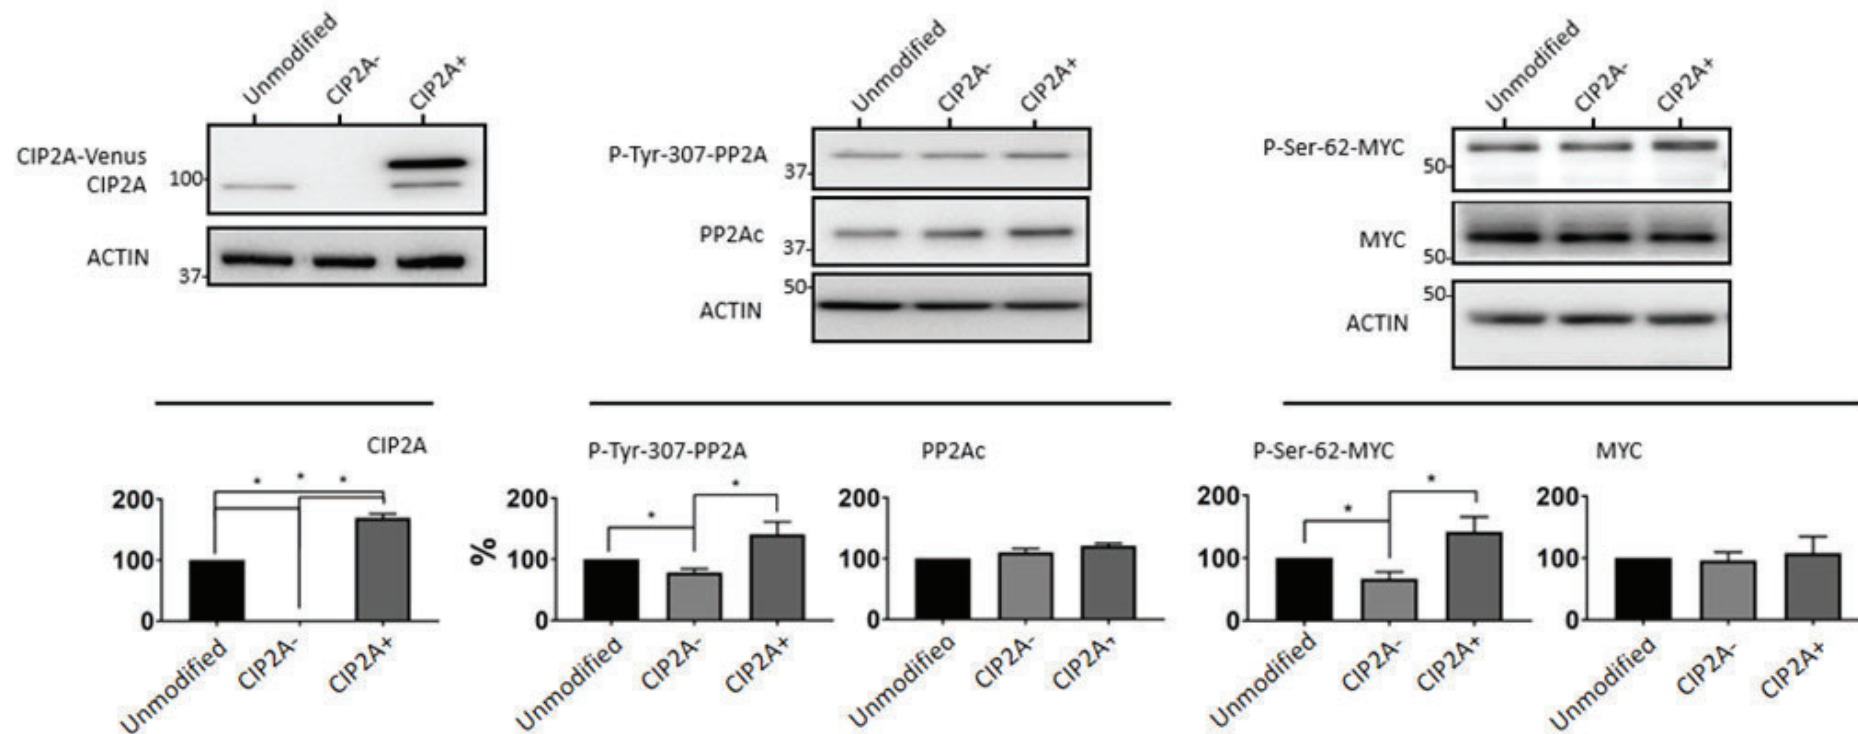 Unmodified CIP2A- CIP2A+
CIP2A-Venus
CIP2A
100
ACTIN
37
Unmodified CIP2A- CIP2A+
P-Tyr-307-PP2A
37
PP2Ac
37
50
ACTIN
Unmodified CIP2A- CIP2A+
P-Ser-62-MYC
50
MYC
50
50
ACTIN
CIP2A
* * *
200
100
0
Unmodified CIP2A- CIP2A+
P-Tyr-307-PP2A
%
* *
200
100
0
Unmodified CIP2A- CIP2A+
PP2Ac
200
100
0
Unmodified CIP2A- CIP2A+
P-Ser-62-MYC
* *
200
100
0
Unmodified CIP2A- CIP2A+
MYC
200
100
0
Unmodified CIP2A- CIP2A+